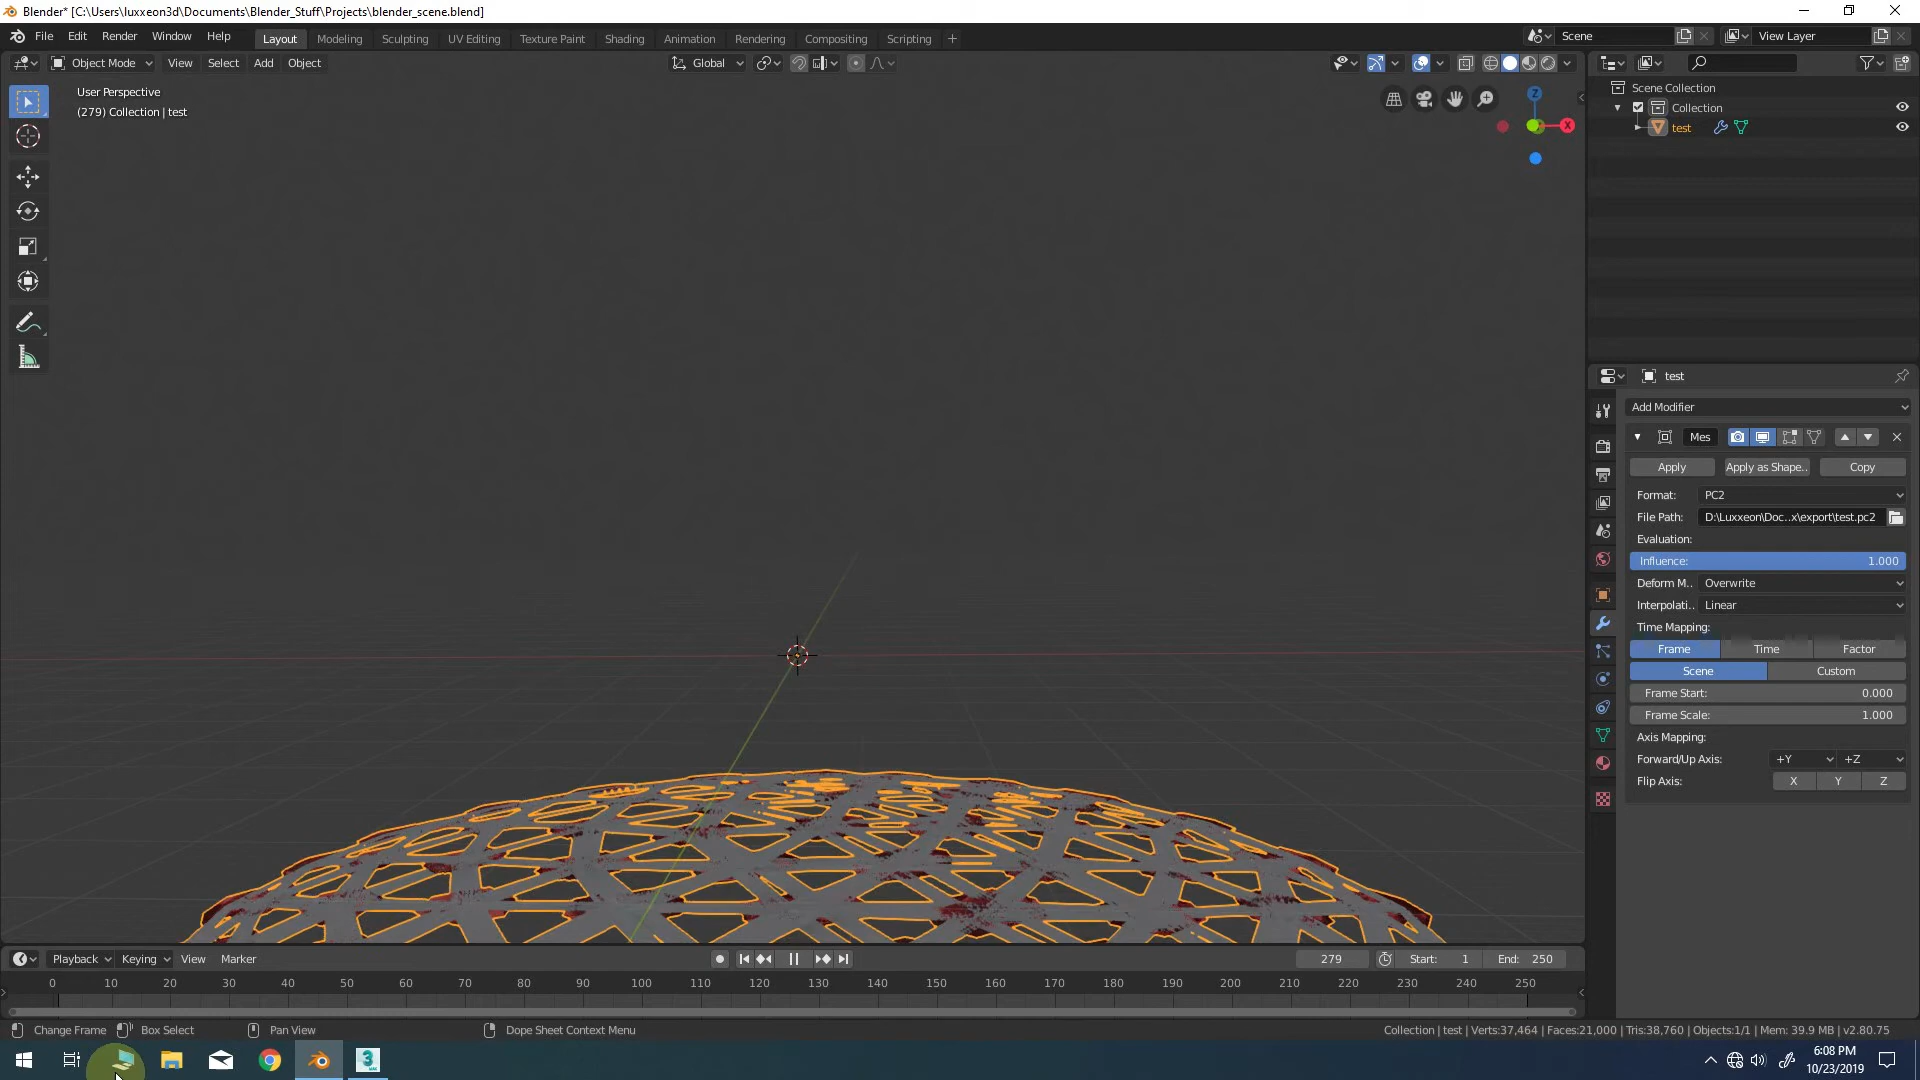 Blender* [C:\Users\luxxeon3d\Documents\Blender_Stuff\Projects\blender_scene.blend]
File Edit Render Window Help Layout Modeling Sculpting UV Editing Texture Paint Shading Animation Rendering Compositing Scripting + Scene View Layer
Object Mode View Select Add Object Global
User Perspective
(279) Collection | test
Z
X
Scene Collection
Collection
test
test
Add Modifier
Mes
Apply Apply as Shape.. Copy
Format: PC2
File Path: D:\Luxxeon\Doc..x\export\test.pc2
Evaluation:
Influence: 1.000
Deform M.. Overwrite
Interpolati.. Linear
Time Mapping:
Frame Time Factor
Scene Custom
Frame Start: 0.000
Frame Scale: 1.000
Axis Mapping:
Forward/Up Axis: +Y +Z
Flip Axis: X Y Z
Playback Keying View Marker 279 Start: 1 End: 250
0 10 20 30 40 50 60 70 80 90 100 110 120 130 140 150 160 170 180 190 200 210 220 230 240 250
Change Frame Box Select Pan View Dope Sheet Context Menu Collection | test | Verts:37,464 | Faces:21,000 | Tris:38,760 | Objects:1/1 | Mem: 39.9 MB | v2.80.75
3
6:08 PM
10/23/2019